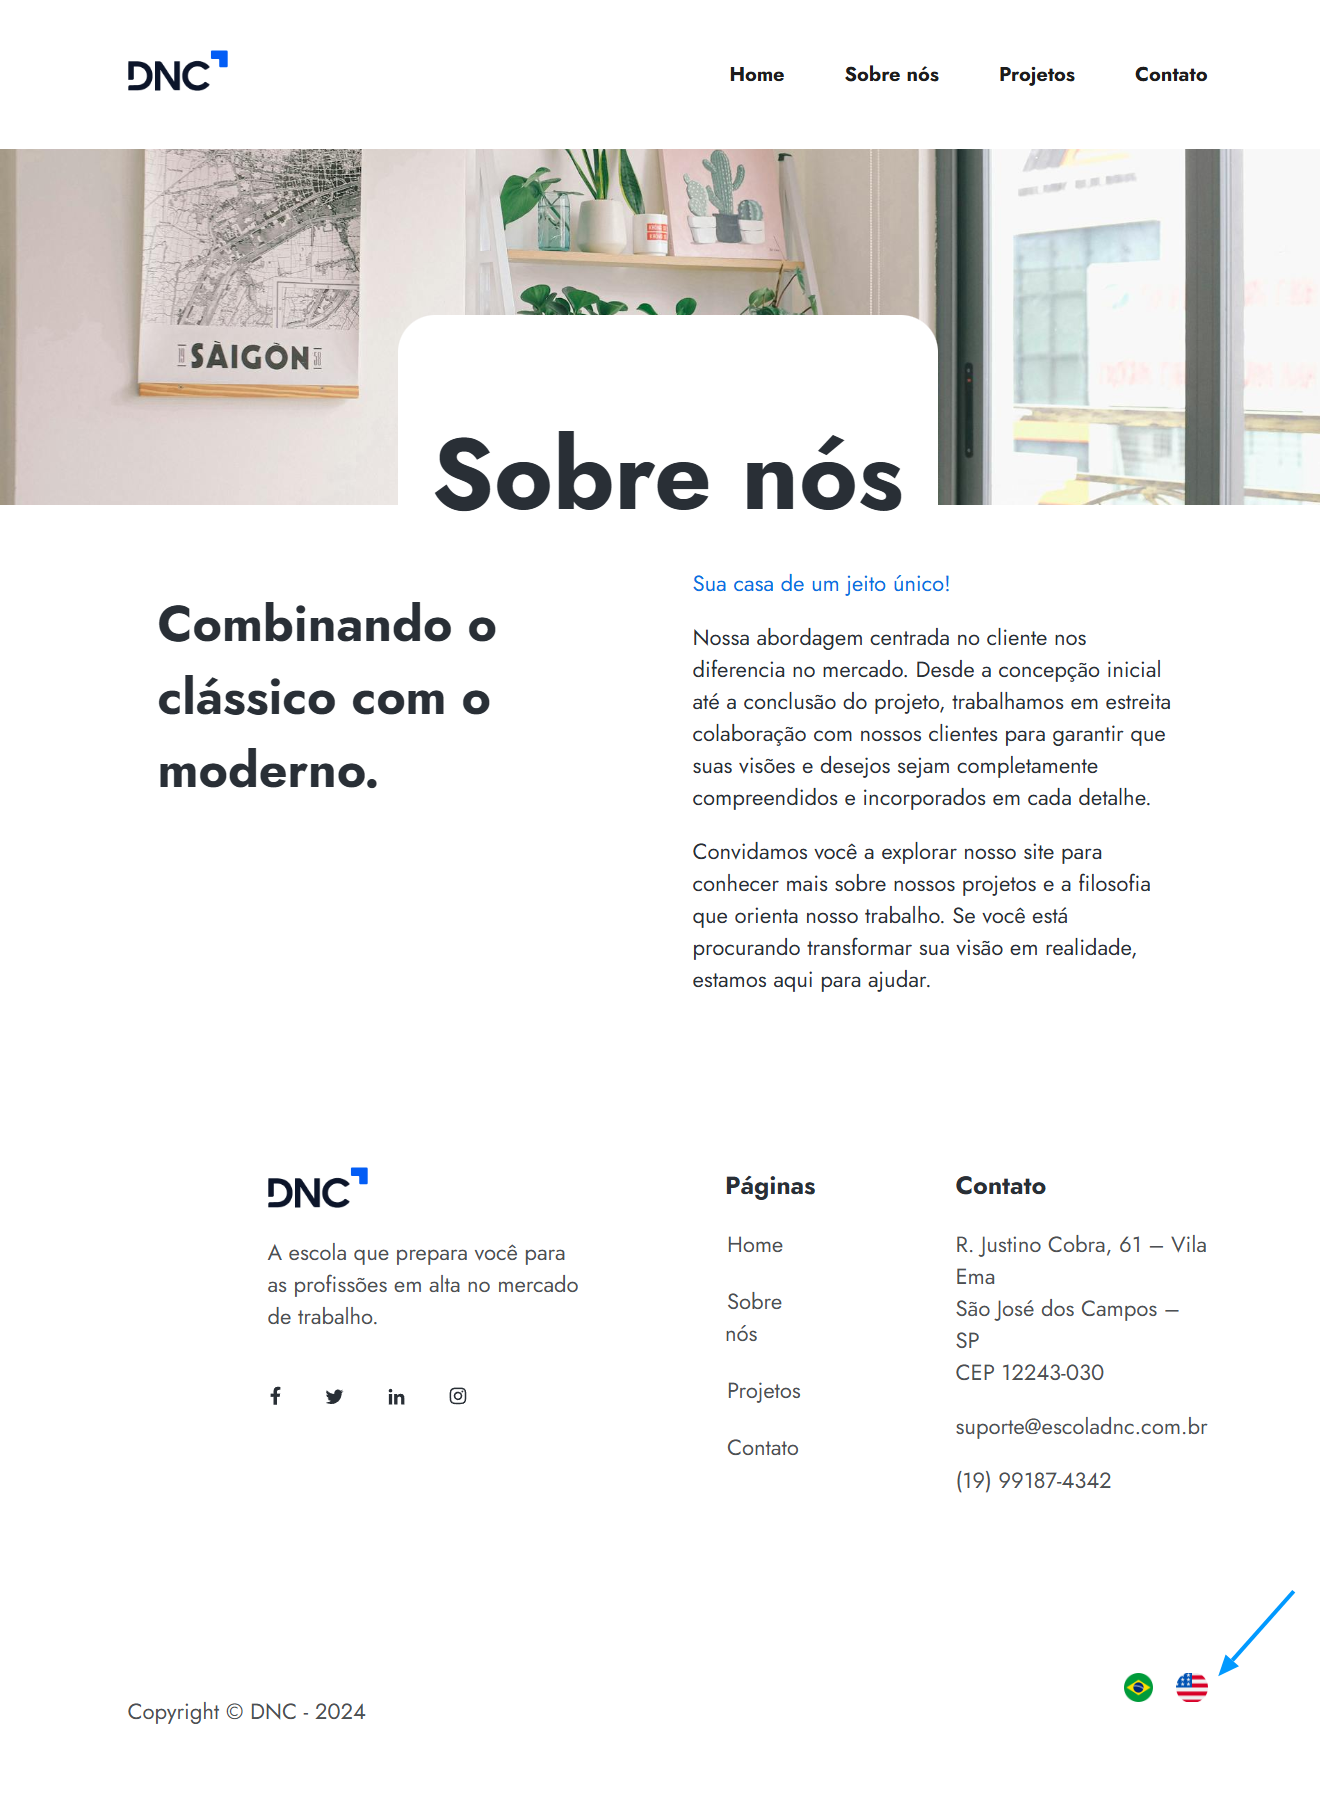 DNC
Home Sobre nós Projetos Contato
SÀIGÒN
Sobre nós
Combinando o
clássico com o
moderno.
Sua casa de um jeito único!
Nossa abordagem centrada no cliente nos
diferencia no mercado. Desde a concepção inicial
até a conclusão do projeto, trabalhamos em estreita
colaboração com nossos clientes para garantir que
suas visões e desejos sejam completamente
compreendidos e incorporados em cada detalhe.
Convidamos você a explorar nosso site para
conhecer mais sobre nossos projetos e a filosofia
que orienta nosso trabalho. Se você está
procurando transformar sua visão em realidade,
estamos aqui para ajudar.
DNC
A escola que prepara você para
as profissões em alta no mercado
de trabalho.
Páginas
Home
Sobre
nós
Projetos
Contato
Contato
R. Justino Cobra, 61 – Vila
Ema
São José dos Campos –
SP
CEP 12243-030
suporte@escoladnc.com.br
(19) 99187-4342
Copyright © DNC - 2024